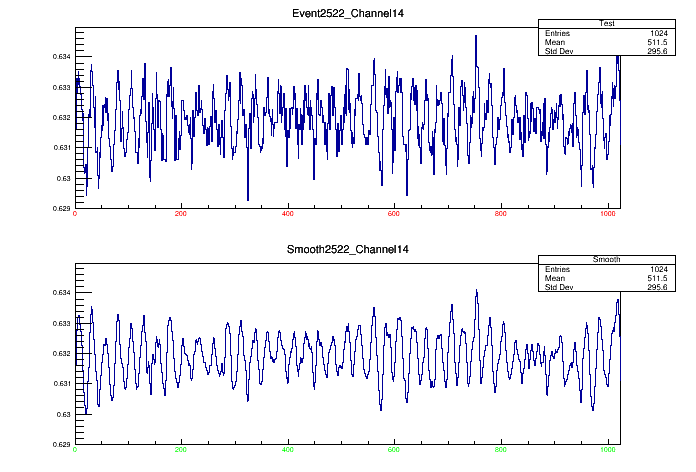 Event2522_Channel14
Test
Entries 1024
Mean 511.5
Std Dev 295.6
0.634
0.633
0.632
0.631
0.63
0.629
0 200 400 600 800 1000
Smooth2522_Channel14
Smooth
Entries 1024
Mean 511.5
Std Dev 295.6
0.634
0.633
0.632
0.631
0.63
0.629
0 200 400 600 800 1000